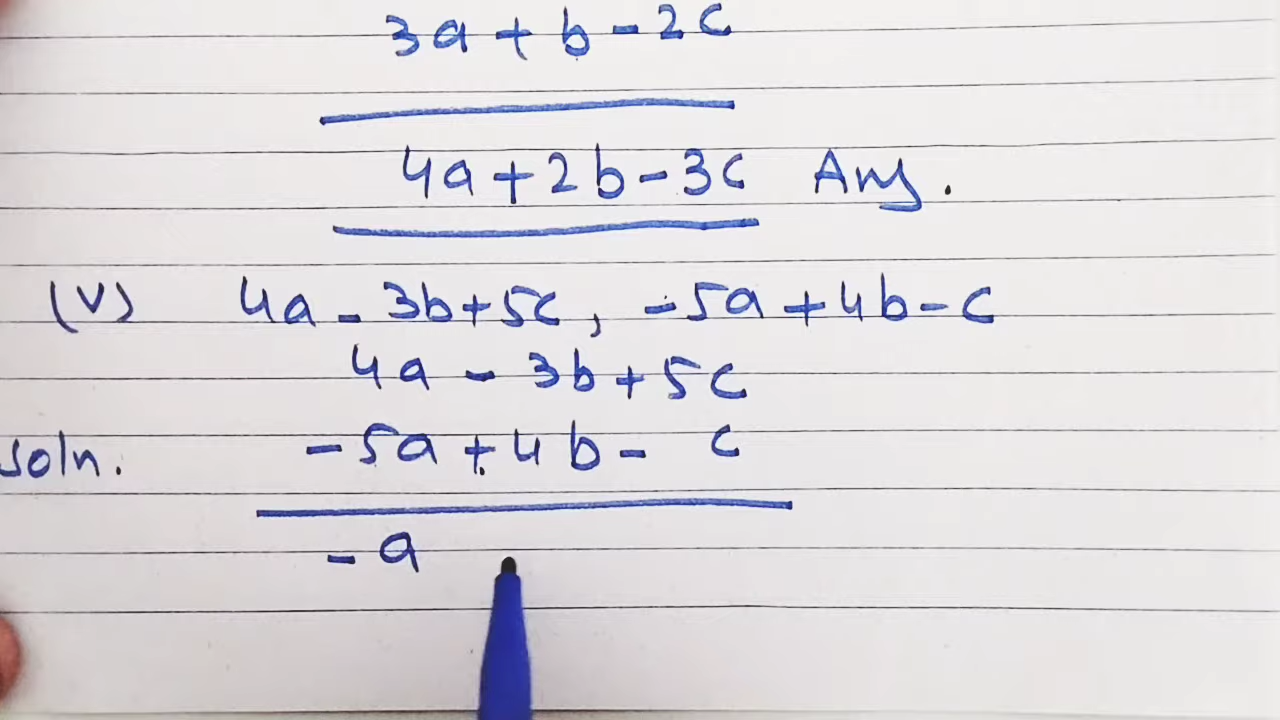 3a + b - 2c
4a + 2b - 3c Ans.
(V) 4a - 3b + 5c, -5a + 4b - c
4a - 3b + 5c
soln. -5a + 4b - c
- a